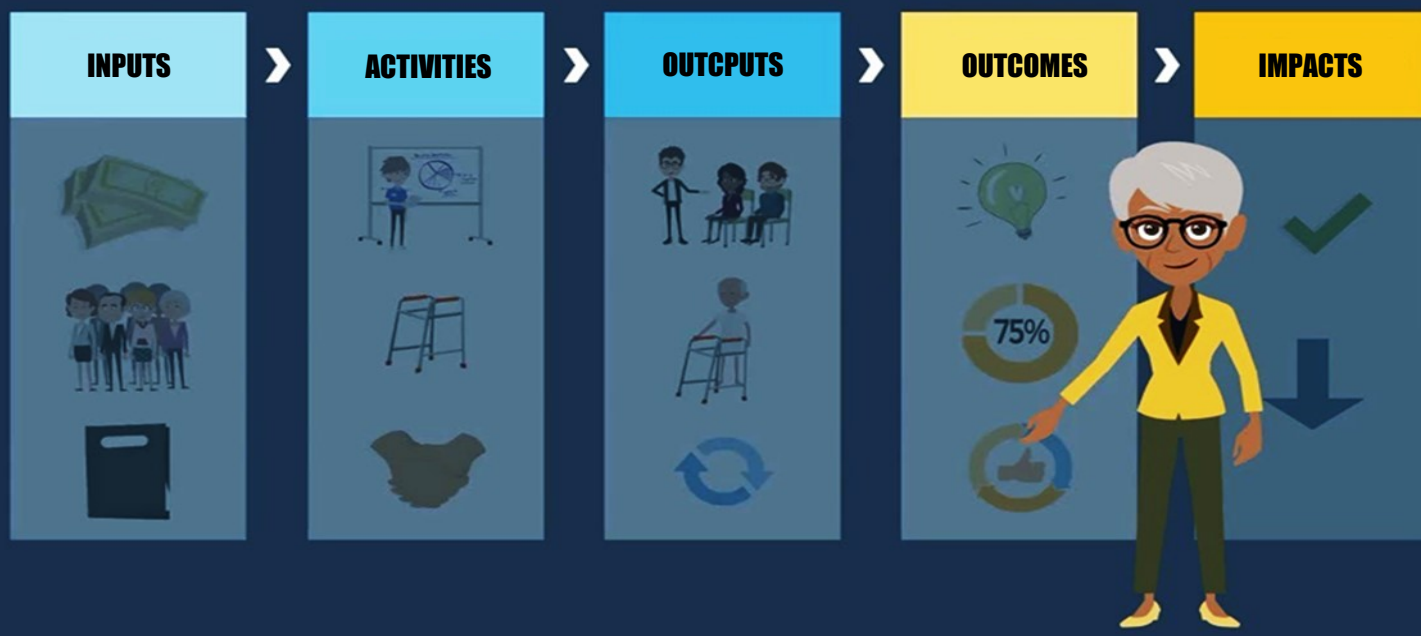 INPUTS
ACTIVITIES
OUTCPUTS
OUTCOMES
IMPACTS
75%